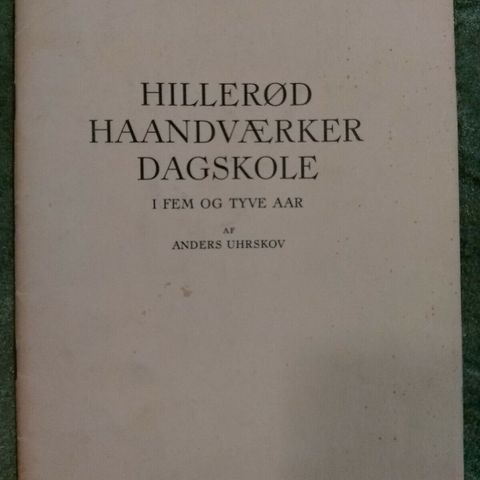 HILLERØD
HAANDVÆRKER
DAGSKOLE
I FEM OG TYVE AAR
AF
ANDERS UHRSKOV